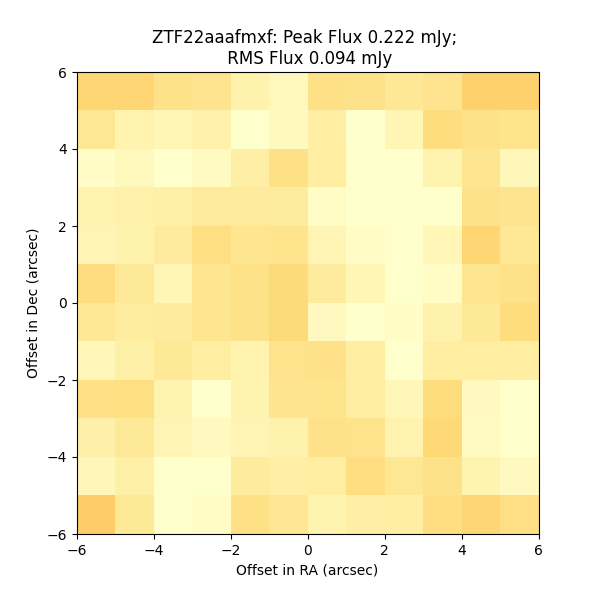 ZTF22aaafmxf: Peak Flux 0.222 mJy;
RMS Flux 0.094 mJy
6
4
2
0
−2
−4
−6
Offset in Dec (arcsec)
−6 −4 −2 0 2 4 6
Offset in RA (arcsec)